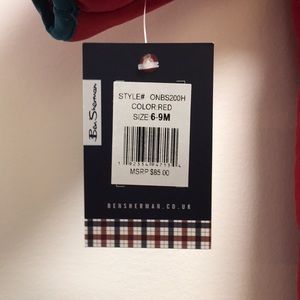 Ben Sherman
STYLE# ONBS200H
COLOR RED
SIZE 6-9M
MSRP $65.00
BENSHERMAN.CO.UK